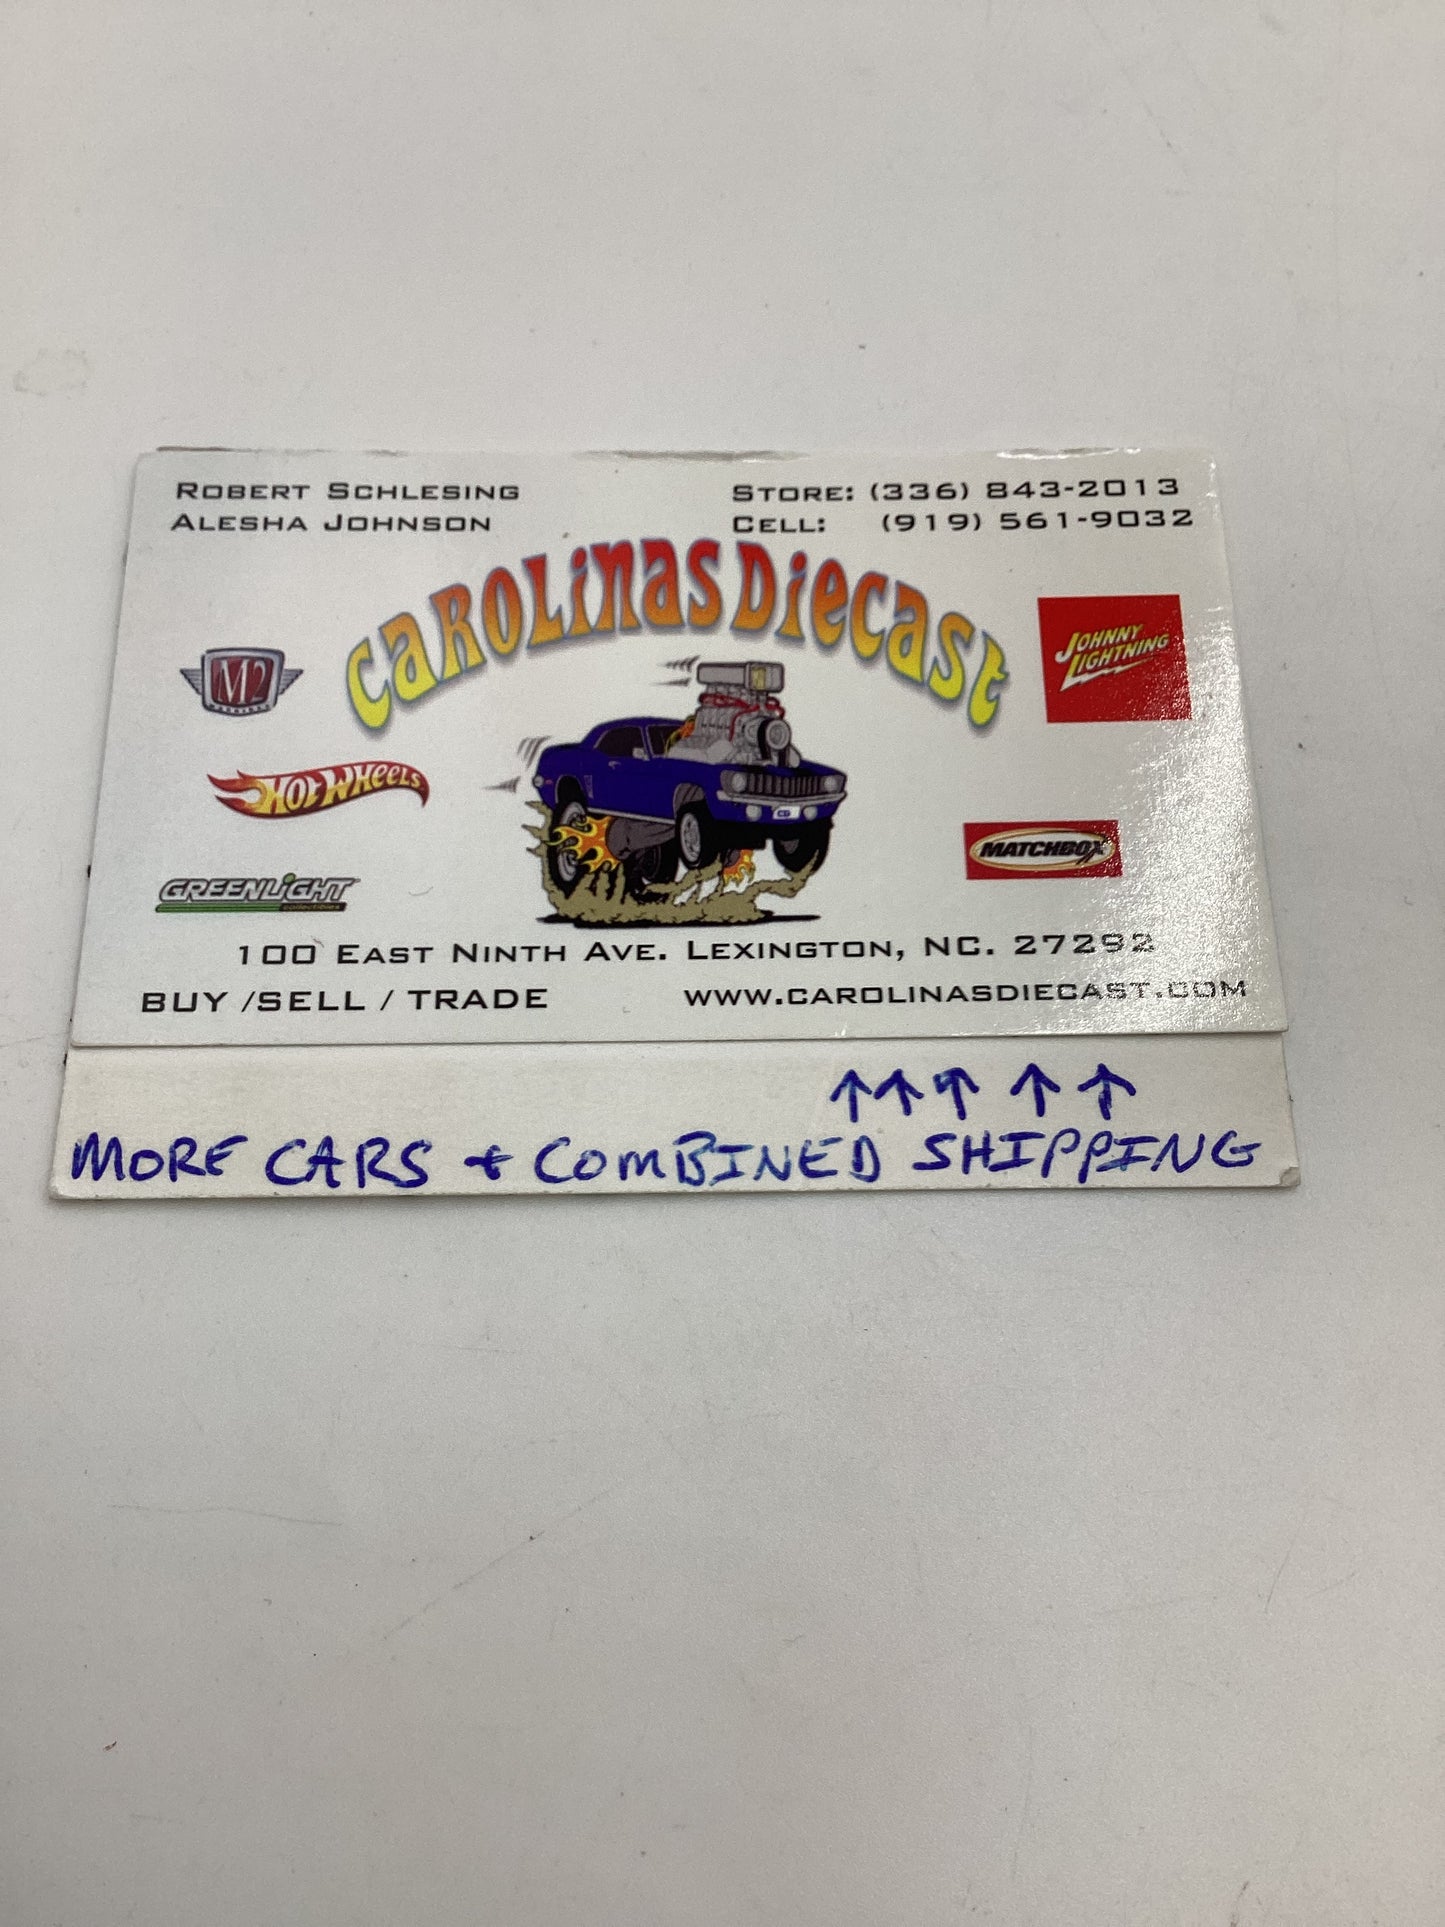 ROBERT SCHLESING
ALESHA JOHNSON
STORE: (336) 843-2013
CELL: (919) 561-9032
CAROLINAS DIECAST
M2
MACHINES
JOHNNY
LIGHTNING
HOT WHEELS
MATCHBOX
GREENLIGHT
collectibles
100 EAST NINTH AVE. LEXINGTON, NC. 27292
BUY /SELL / TRADE
WWW.CAROLINASDIECAST.COM
↑↑↑ ↑ ↑
MORE CARS + COMBINED SHIPPING